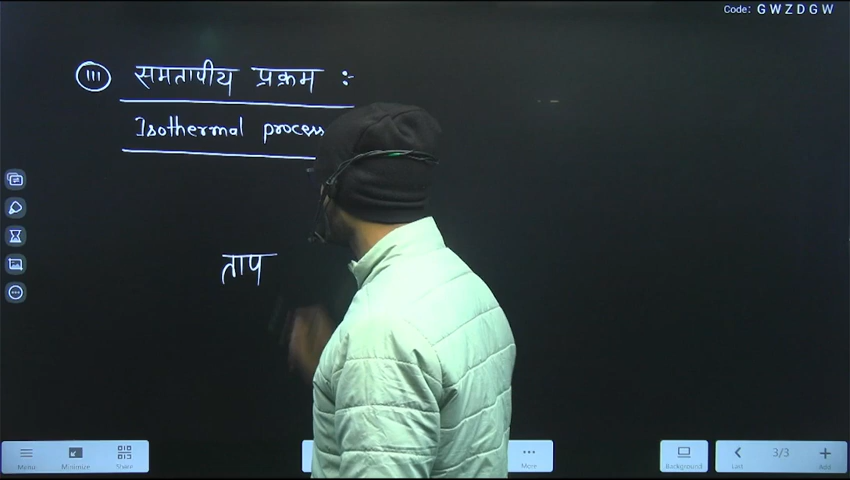 Code: GWZDGW
III समतापीय प्रक्रम :-
Isothermal process
ताप
Menu
Minimize
Share
More
Background
3/3
Last
Add